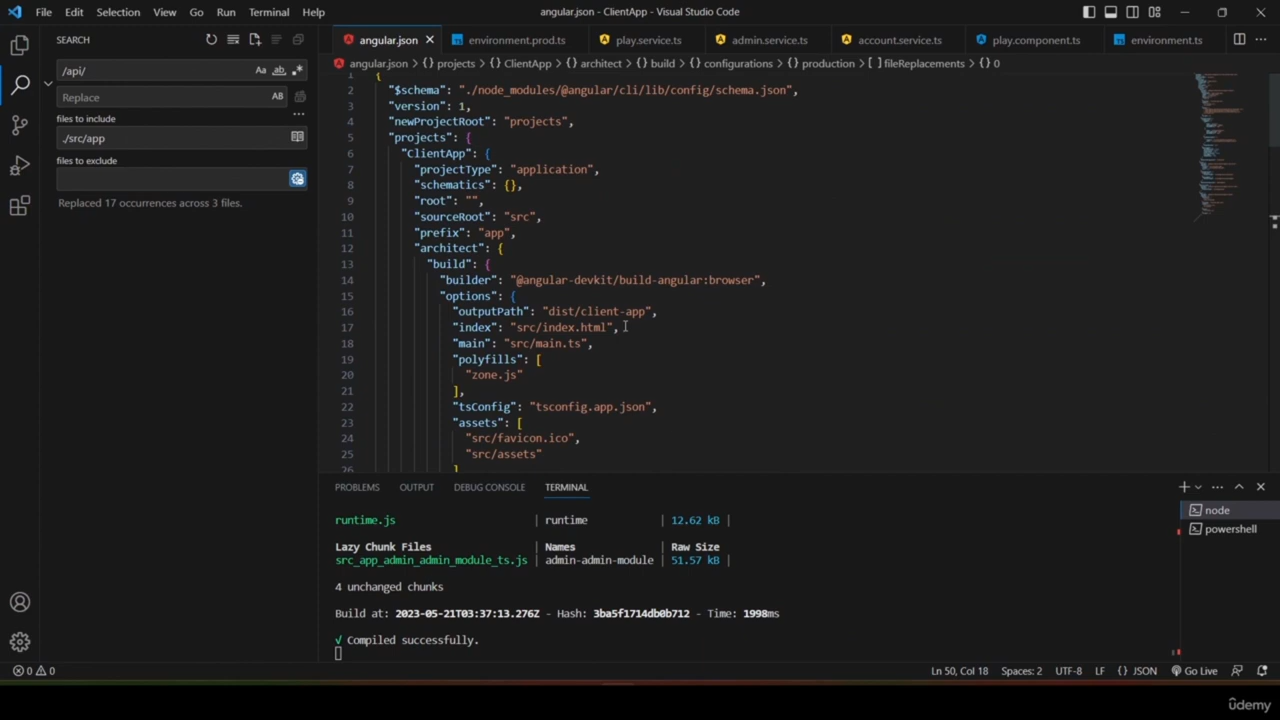 File Edit Selection View Go Run Terminal Help
angular.json - ClientApp - Visual Studio Code
SEARCH
/api/
Aa ab .*
Replace
AB
files to include
./src/app
files to exclude
Replaced 17 occurrences across 3 files.
angular.json environment.prod.ts play.service.ts admin.service.ts account.service.ts play.component.ts environment.ts
angular.json > {} projects > {} ClientApp > {} architect > {} build > {} configurations > {} production > [ ] fileReplacements > {} 0
1 {
2 "$schema": "./node_modules/@angular/cli/lib/config/schema.json",
3 "version": 1,
4 "newProjectRoot": "projects",
5 "projects": {
6 "ClientApp": {
7 "projectType": "application",
8 "schematics": {},
9 "root": "",
10 "sourceRoot": "src",
11 "prefix": "app",
12 "architect": {
13 "build": {
14 "builder": "@angular-devkit/build-angular:browser",
15 "options": {
16 "outputPath": "dist/client-app",
17 "index": "src/index.html",
18 "main": "src/main.ts",
19 "polyfills": [
20 "zone.js"
21 ],
22 "tsConfig": "tsconfig.app.json",
23 "assets": [
24 "src/favicon.ico",
25 "src/assets"
26 ]
PROBLEMS OUTPUT DEBUG CONSOLE TERMINAL
node
powershell
runtime.js | runtime | 12.62 kB |
Lazy Chunk Files | Names | Raw Size
src_app_admin_admin_module_ts.js | admin-admin-module | 51.57 kB |
4 unchanged chunks
Build at: 2023-05-21T03:37:13.276Z - Hash: 3ba5f1714db0b712 - Time: 1998ms
√ Compiled successfully.
0 0
Ln 50, Col 18 Spaces: 2 UTF-8 LF {} JSON Go Live
udemy